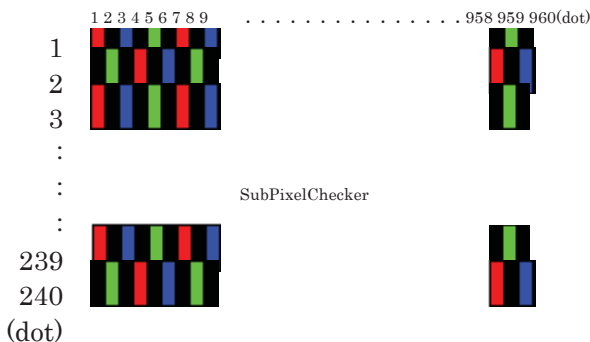 1 2 3 4 5 6 7 8 9 . . . . . . . . . . . . . . . 958 959 960(dot)
1
2
3
:
:
SubPixelChecker
:
239
240
(dot)